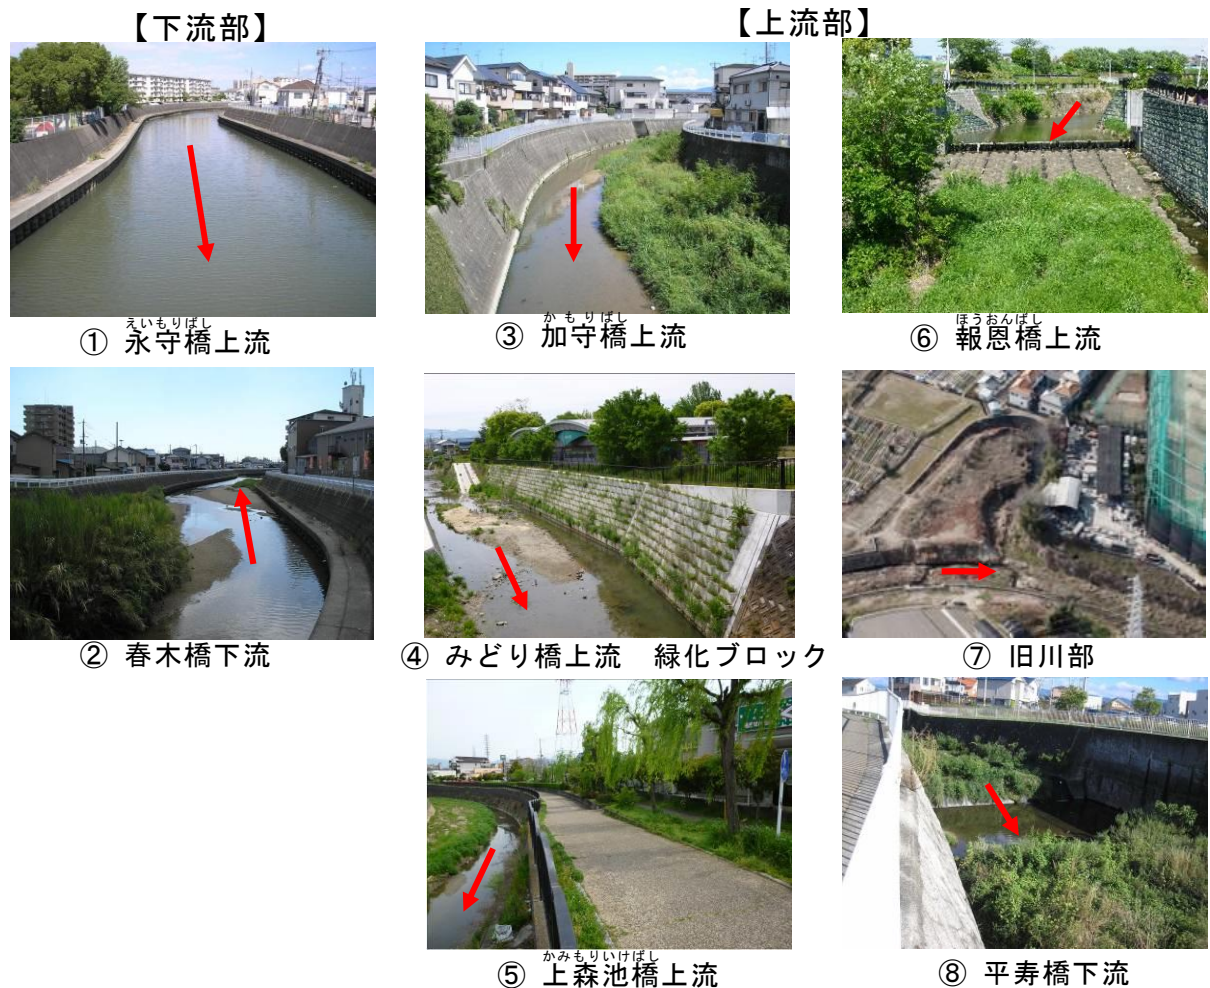 【下流部】
【上流部】
えいもりばし
① 永守橋上流
かもりばし
③ 加守橋上流
ほうおんばし
⑥ 報恩橋上流
② 春木橋下流
④ みどり橋上流　緑化ブロック
⑦ 旧川部
かみもりいけばし
⑤ 上森池橋上流
⑧ 平寿橋下流